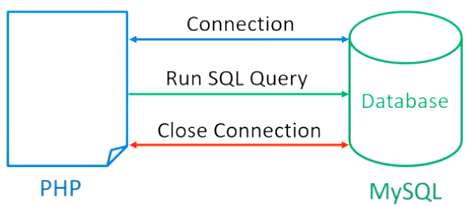 Connection
Run SQL Query
Database
Close Connection
PHP
MySQL